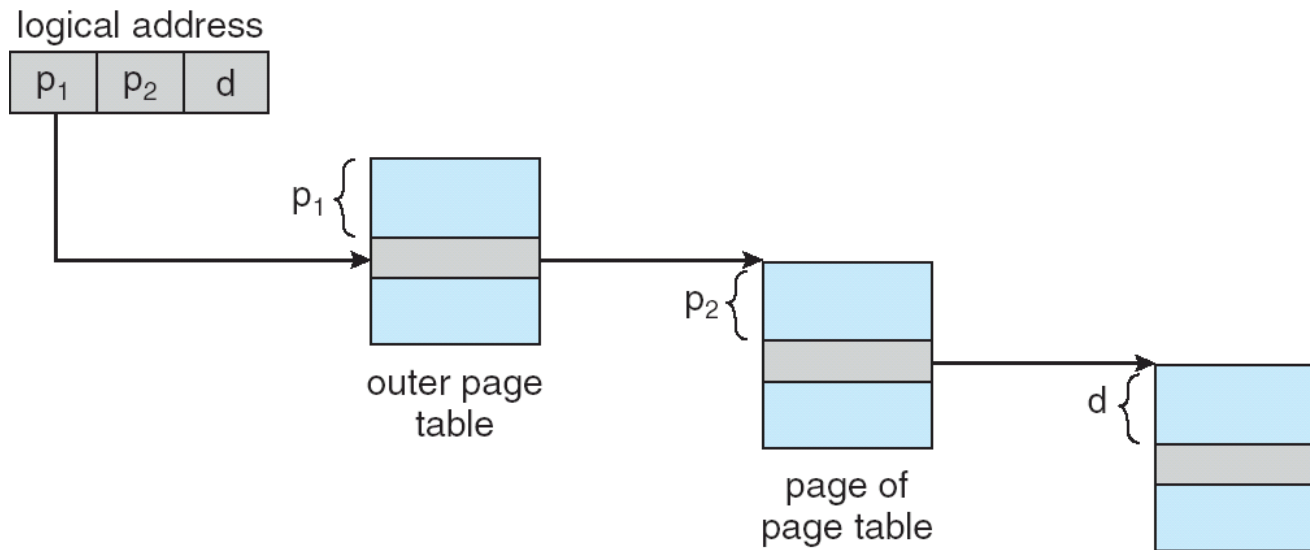 logical address
p₁ p₂ d
p₁
outer page
table
p₂
page of
page table
d